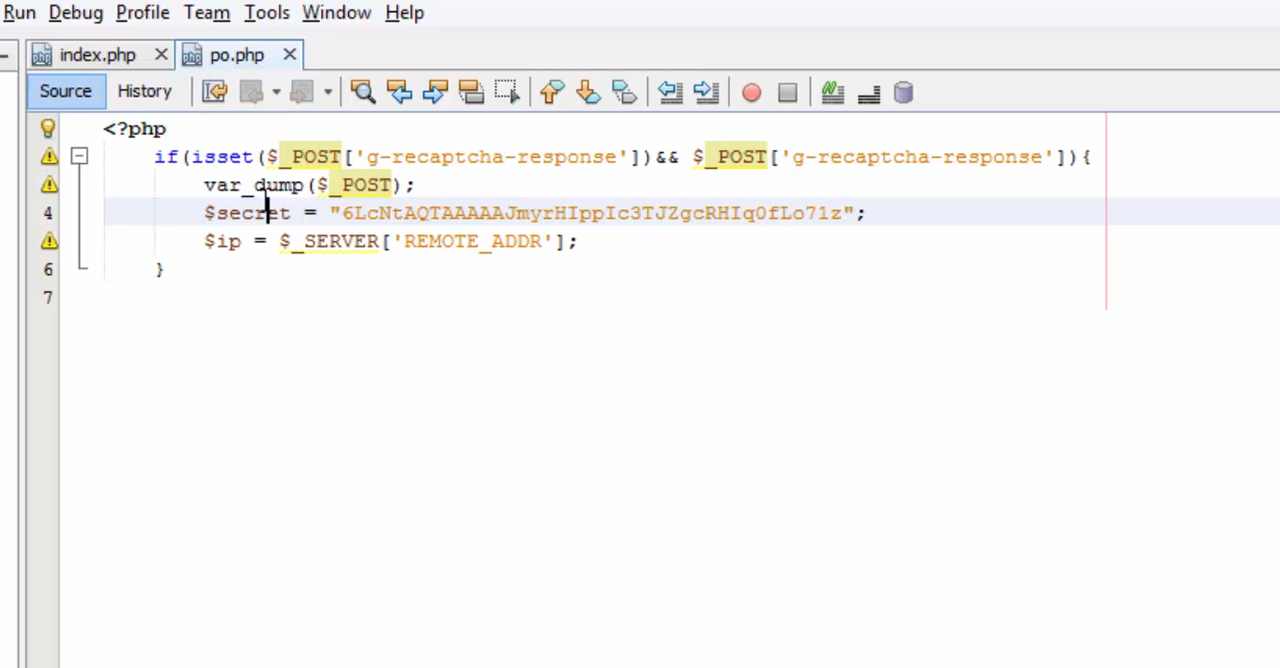 Run Debug Profile Team Tools Window Help
index.php po.php
Source History
<?php
if(isset($_POST['g-recaptcha-response'])&& $_POST['g-recaptcha-response']){
var_dump($_POST);
4 $secret = "6LcNtAQTAAAAAJmyrHIppIc3TJZgcRHIq0fLo71z";
$ip = $_SERVER['REMOTE_ADDR'];
6 }
7